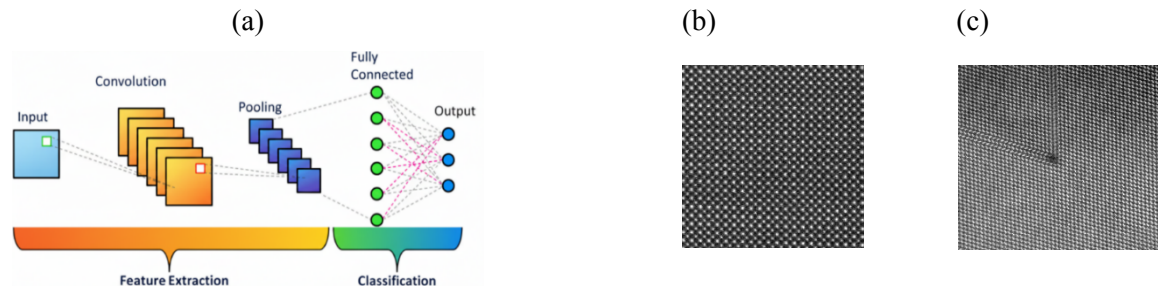 (a)
(b)
(c)
Fully
Connected
Convolution
Pooling
Output
Input
Feature Extraction
Classification